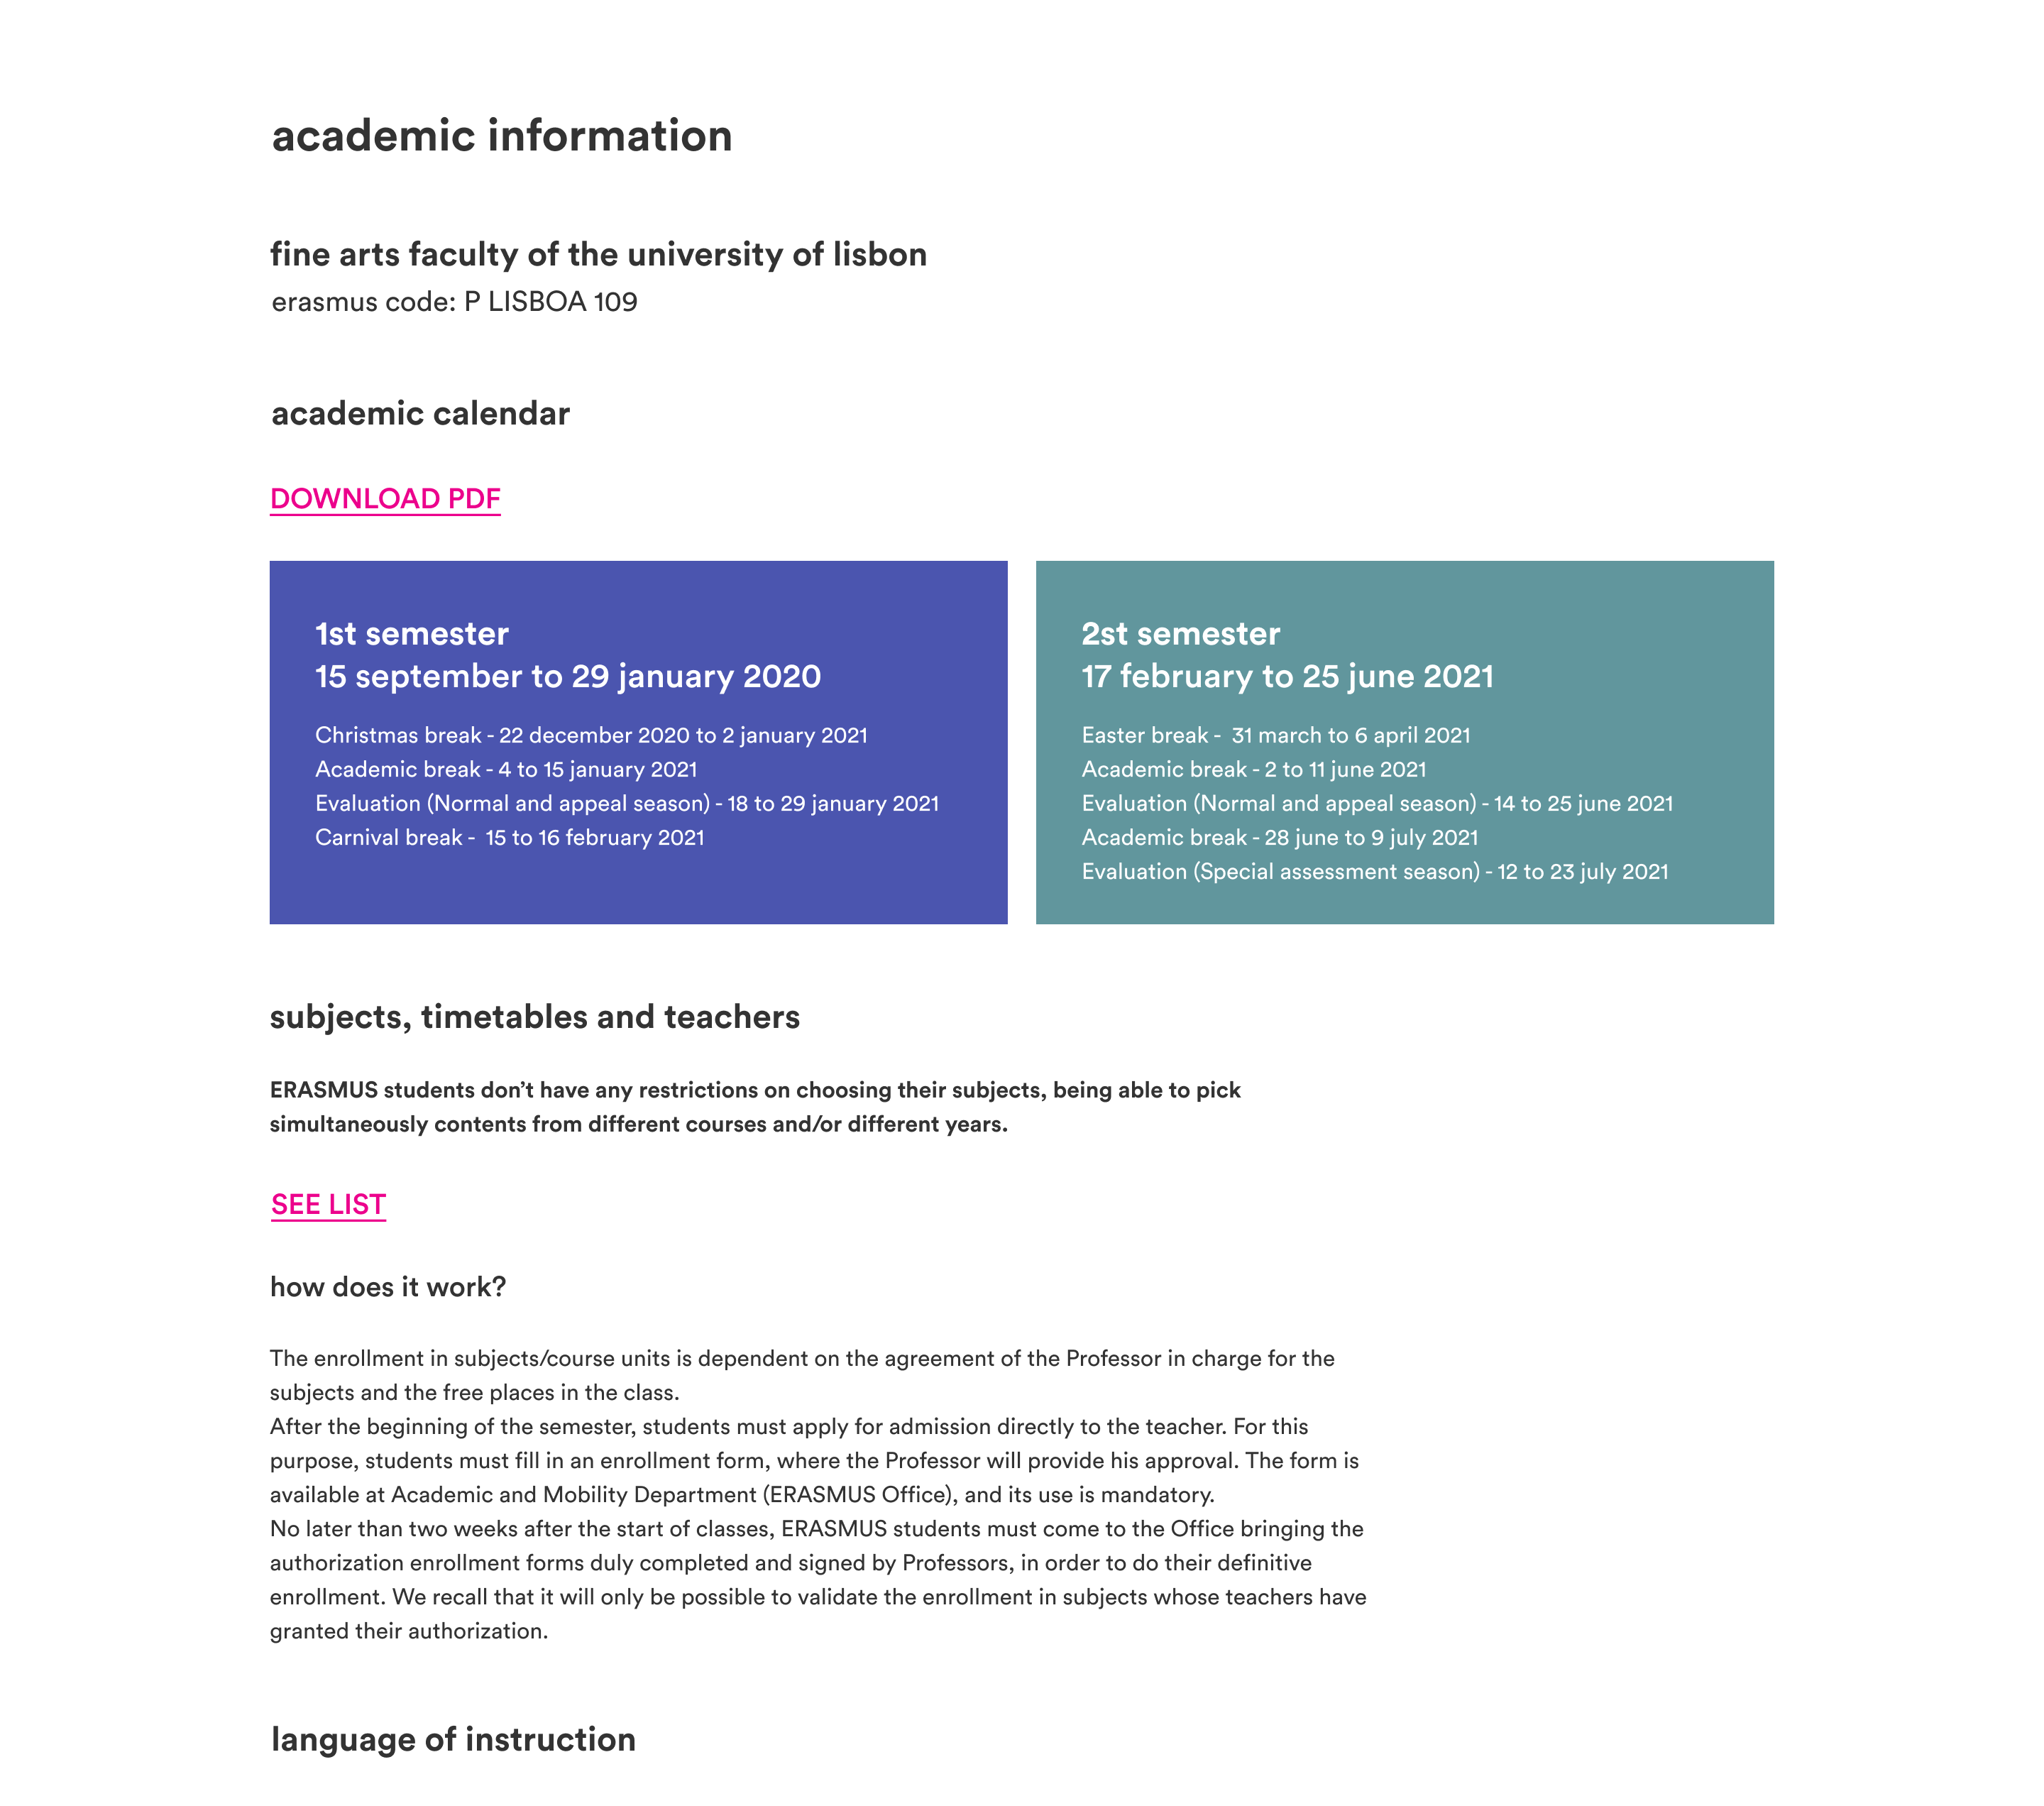 academic information
fine arts faculty of the university of lisbon
erasmus code: P LISBOA 109
academic calendar
DOWNLOAD PDF
1st semester
15 september to 29 january 2020
Christmas break - 22 december 2020 to 2 january 2021
Academic break - 4 to 15 january 2021
Evaluation (Normal and appeal season) - 18 to 29 january 2021
Carnival break -  15 to 16 february 2021
2st semester
17 february to 25 june 2021
Easter break -  31 march to 6 april 2021
Academic break - 2 to 11 june 2021
Evaluation (Normal and appeal season) - 14 to 25 june 2021
Academic break - 28 june to 9 july 2021
Evaluation (Special assessment season) - 12 to 23 july 2021
subjects, timetables and teachers
ERASMUS students don’t have any restrictions on choosing their subjects, being able to pick
simultaneously contents from different courses and/or different years.
SEE LIST
how does it work?
The enrollment in subjects/course units is dependent on the agreement of the Professor in charge for the
subjects and the free places in the class.
After the beginning of the semester, students must apply for admission directly to the teacher. For this
purpose, students must fill in an enrollment form, where the Professor will provide his approval. The form is
available at Academic and Mobility Department (ERASMUS Office), and its use is mandatory.
No later than two weeks after the start of classes, ERASMUS students must come to the Office bringing the
authorization enrollment forms duly completed and signed by Professors, in order to do their definitive
enrollment. We recall that it will only be possible to validate the enrollment in subjects whose teachers have
granted their authorization.
language of instruction